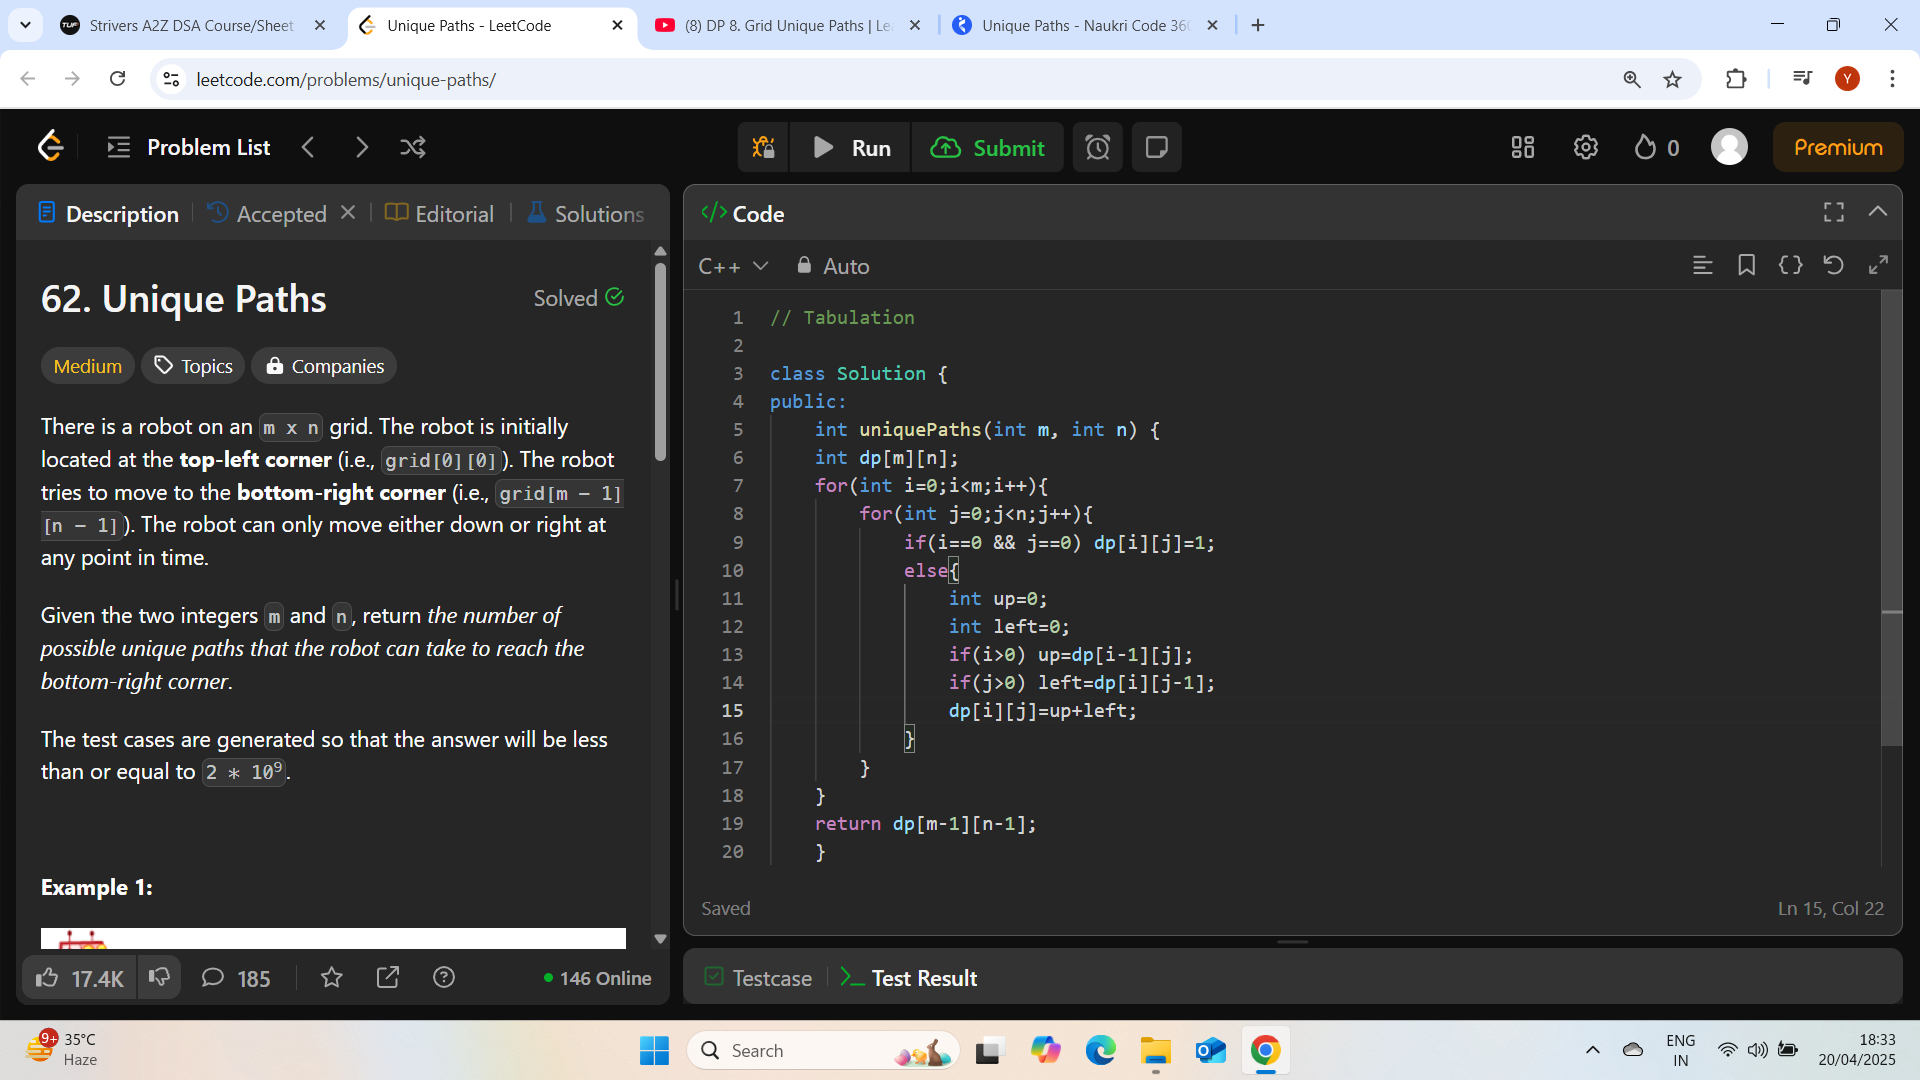 Strivers A2Z DSA Course/Sheet
Unique Paths - LeetCode
(8) DP 8. Grid Unique Paths | Le
Unique Paths - Naukri Code 36
leetcode.com/problems/unique-paths/
Y
Problem List
Run
Submit
0
Premium
Description
Accepted
Editorial
Solutions
62. Unique Paths
Solved
Medium
Topics
Companies
There is a robot on an m x n grid. The robot is initially
located at the top-left corner (i.e., grid[0][0]). The robot
tries to move to the bottom-right corner (i.e., grid[m - 1]
[n - 1]). The robot can only move either down or right at
any point in time.
Given the two integers m and n, return the number of
possible unique paths that the robot can take to reach the
bottom-right corner.
The test cases are generated so that the answer will be less
than or equal to 2 * 10⁹.
Example 1:
17.4K
185
146 Online
</> Code
C++
Auto
1 // Tabulation
2
3 class Solution {
4 public:
5 int uniquePaths(int m, int n) {
6 int dp[m][n];
7 for(int i=0;i<m;i++){
8 for(int j=0;j<n;j++){
9 if(i==0 && j==0) dp[i][j]=1;
10 else{
11 int up=0;
12 int left=0;
13 if(i>0) up=dp[i-1][j];
14 if(j>0) left=dp[i][j-1];
15 dp[i][j]=up+left;
16 }
17 }
18 }
19 return dp[m-1][n-1];
20 }
Saved
Ln 15, Col 22
Testcase
Test Result
9+
35°C
Haze
Search
ENG
IN
18:33
20/04/2025